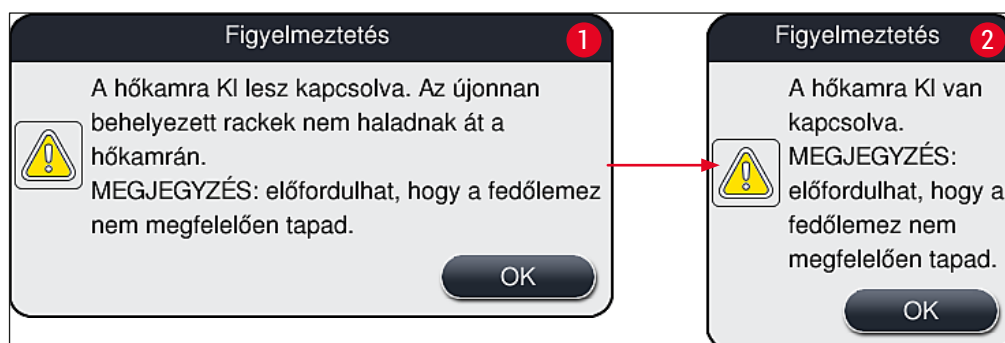 Figyelmeztetés
1
A hőkamra KI lesz kapcsolva. Az újonnan
behelyezett rackek nem haladnak át a
hőkamrán.
MEGJEGYZÉS: előfordulhat, hogy a fedőlemez
nem megfelelően tapad.
OK
Figyelmeztetés
2
A hőkamra KI van
kapcsolva.
MEGJEGYZÉS:
előfordulhat, hogy a
fedőlemez nem
megfelelően tapad.
OK